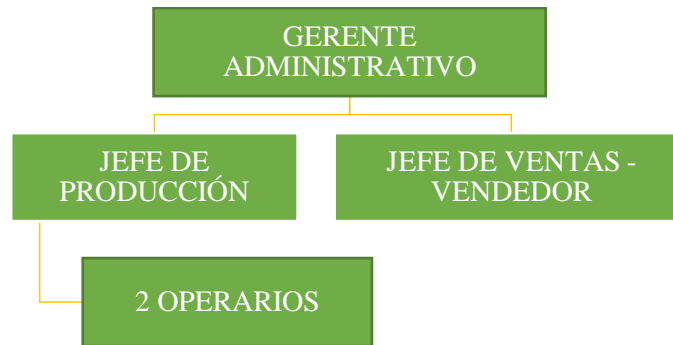 GERENTE
ADMINISTRATIVO
JEFE DE
PRODUCCIÓN
JEFE DE VENTAS -
VENDEDOR
2 OPERARIOS